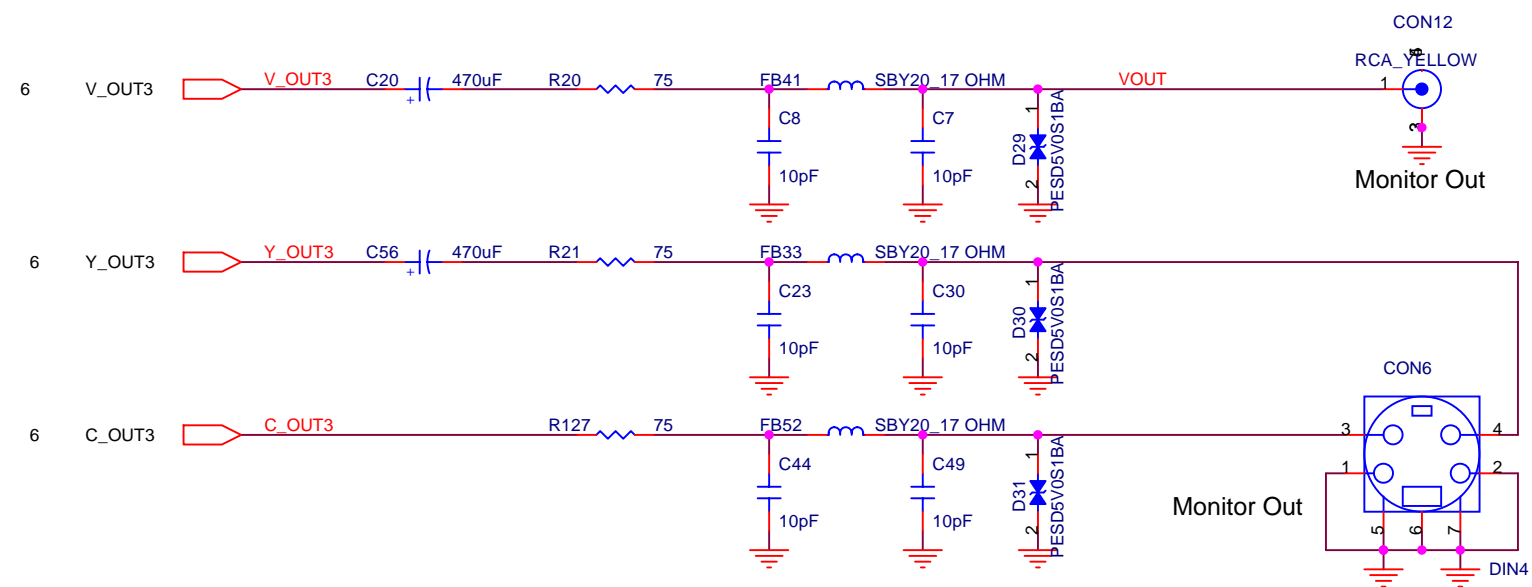 CON12
RCA_YELLOW
6 V_OUT3 V_OUT3 C20 470uF R20 75 FB41 SBY20_17 OHM VOUT 1
+
C8 C7 1
D29 PESD5V0S1BA
10pF 10pF 2
Monitor Out
6 Y_OUT3 Y_OUT3 C56 470uF R21 75 FB33 SBY20_17 OHM
+
C23 C30 1
D30 PESD5V0S1BA
10pF 10pF 2
CON6
6 C_OUT3 C_OUT3 R127 75 FB52 SBY20_17 OHM 3 4
C44 C49 1 1 2
D31 PESD5V0S1BA
Monitor Out
10pF 10pF 2 5 6 7
DIN4